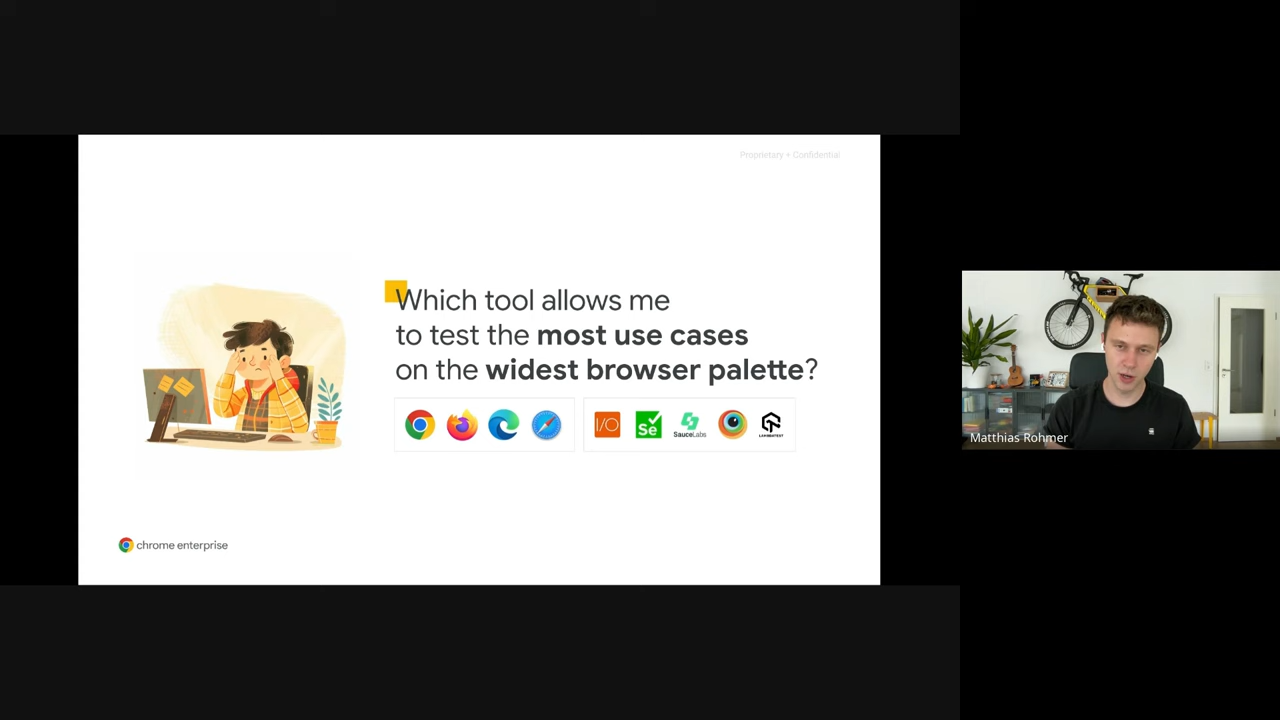 Proprietary + Confidential
Which tool allows me
to test the most use cases
on the widest browser palette?
I/O
Se
SauceLabs
LAMBDATEST
chrome enterprise
Matthias Rohmer